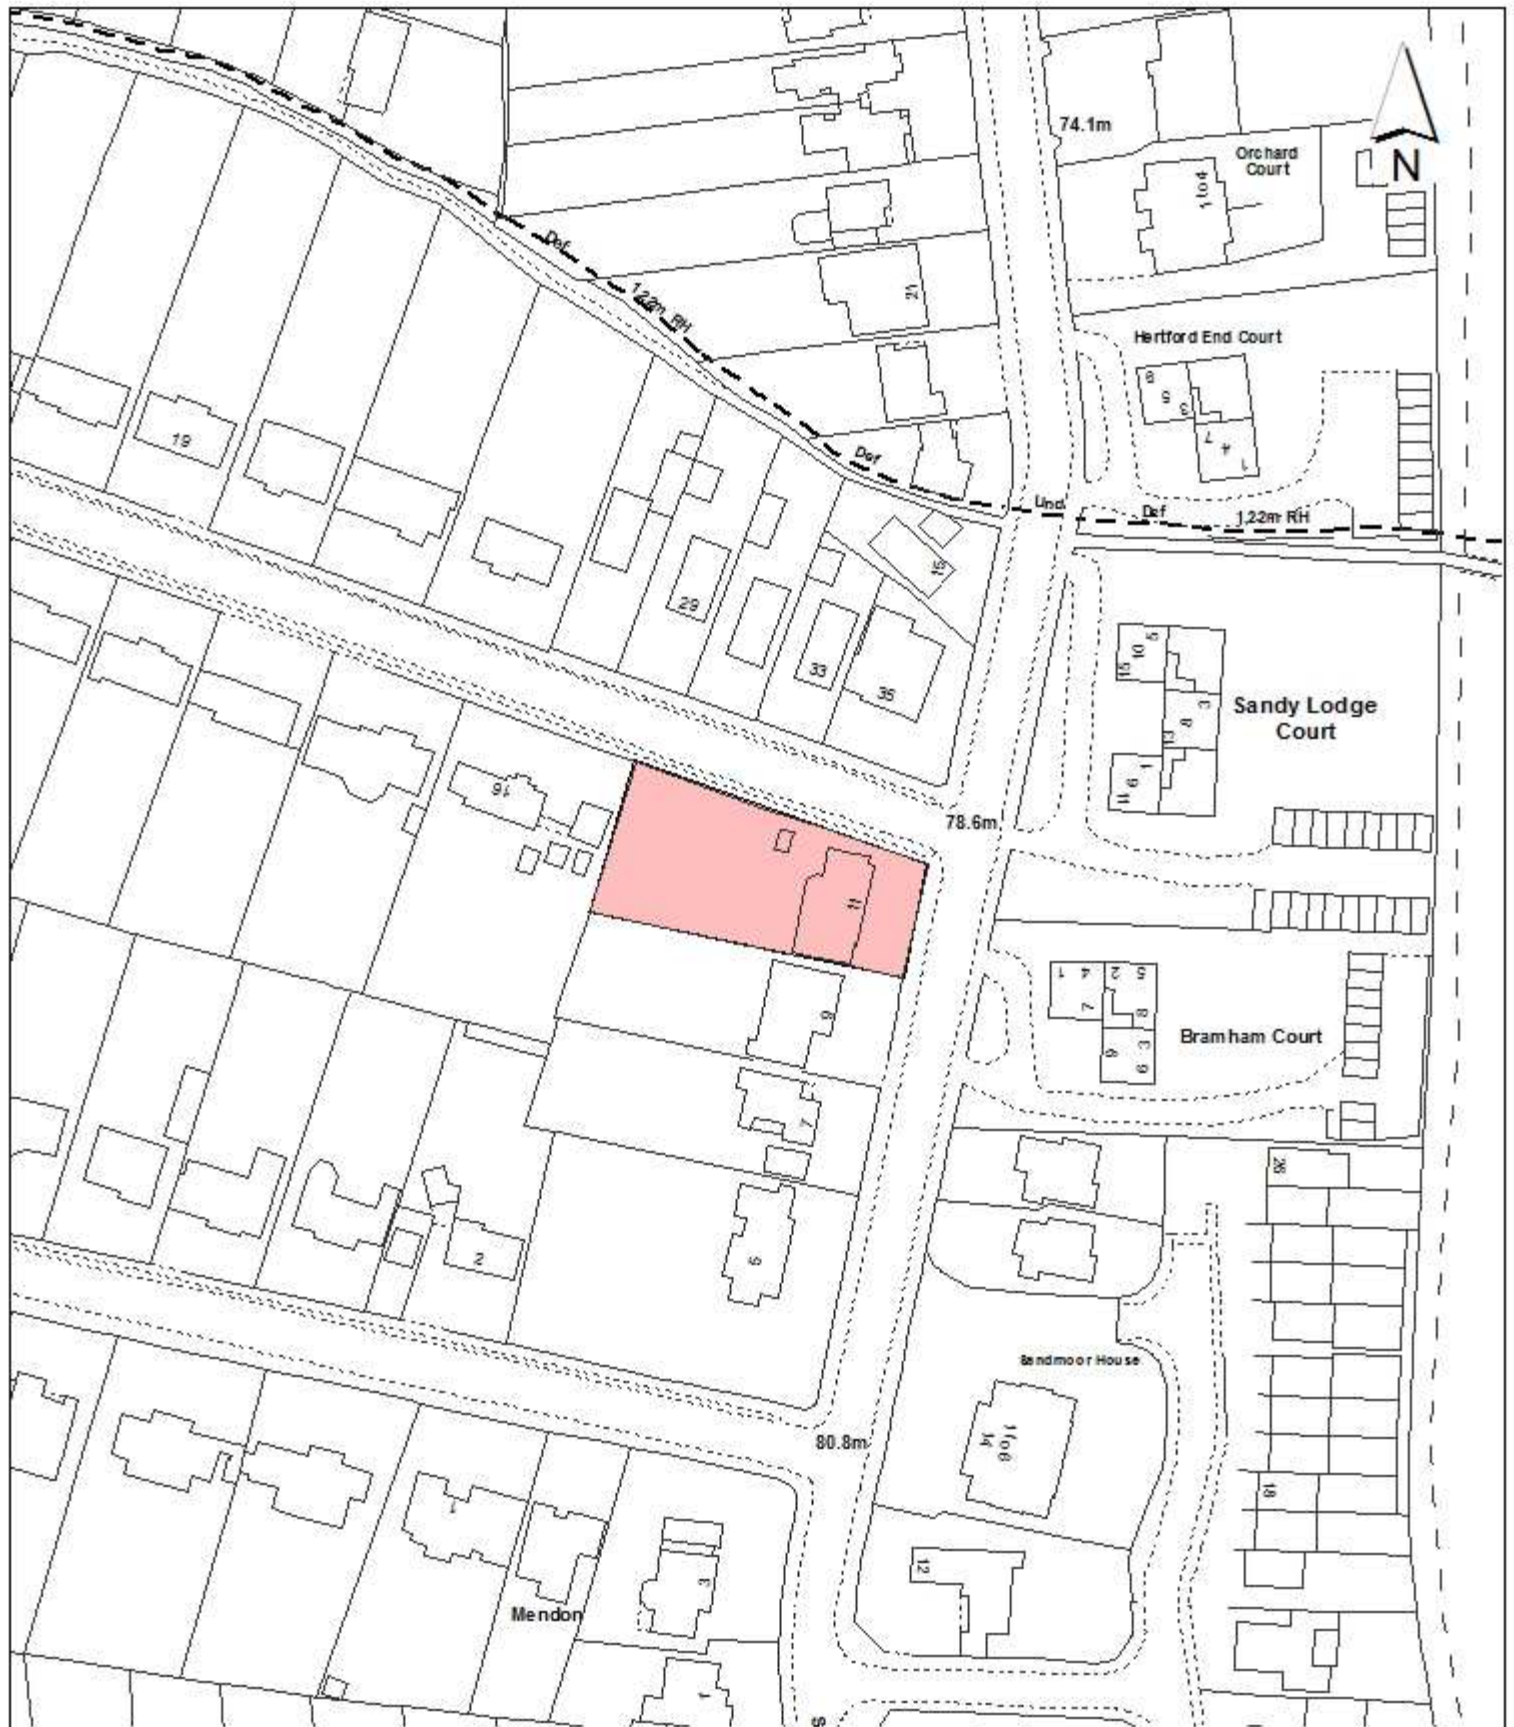 74.1m
N
Orchard
Court
1 to 4
Def
1.22m RH
21
Hertford End Court
19
Def
Und
Def
1.22m RH
15
29
33
35
Sandy Lodge
Court
16
78.6m
11
9
Bramham Court
7
26
5
2
Sandmoor House
80.8m
1 to 6
14
18
1
3
12
Mendon
1